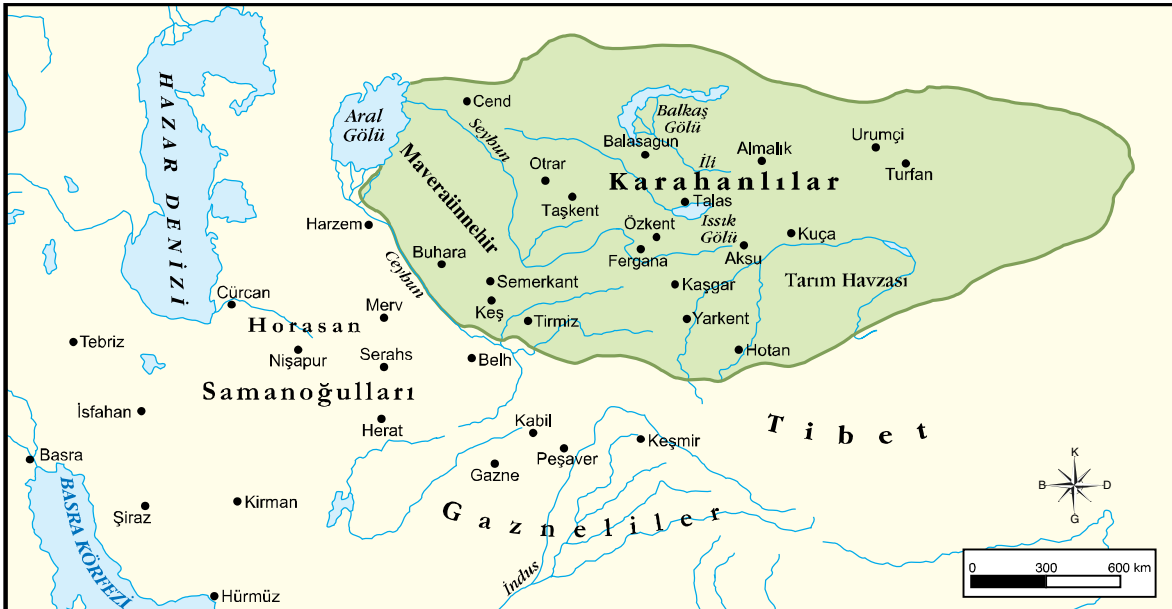 HAZAR DENİZİ
Aral
Gölü
Cend
Seyhun
Balkaş
Gölü
Balasagun
İli
Almalık
Urumçi
Turfan
Otrar
Taşkent
Karahanlılar
Talas
Maveraünnehir
Harzem
Özkent
Issık
Gölü
Kuça
Fergana
Aksu
Buhara
Ceyhun
Semerkant
Kaşgar
Tarım Havzası
Keş
Cürcan
Merv
Tirmiz
Yarkent
Horasan
Tebriz
Nişapur
Serahs
Belh
Hotan
Samanoğulları
İsfahan
Herat
Kabil
Keşmir
Tibet
Basra
Peşaver
Gazne
K
B
D
G
Şiraz
Kirman
Gazneliler
BASRA KÖRFEZİ
İndus
Hürmüz
0 300 600 km